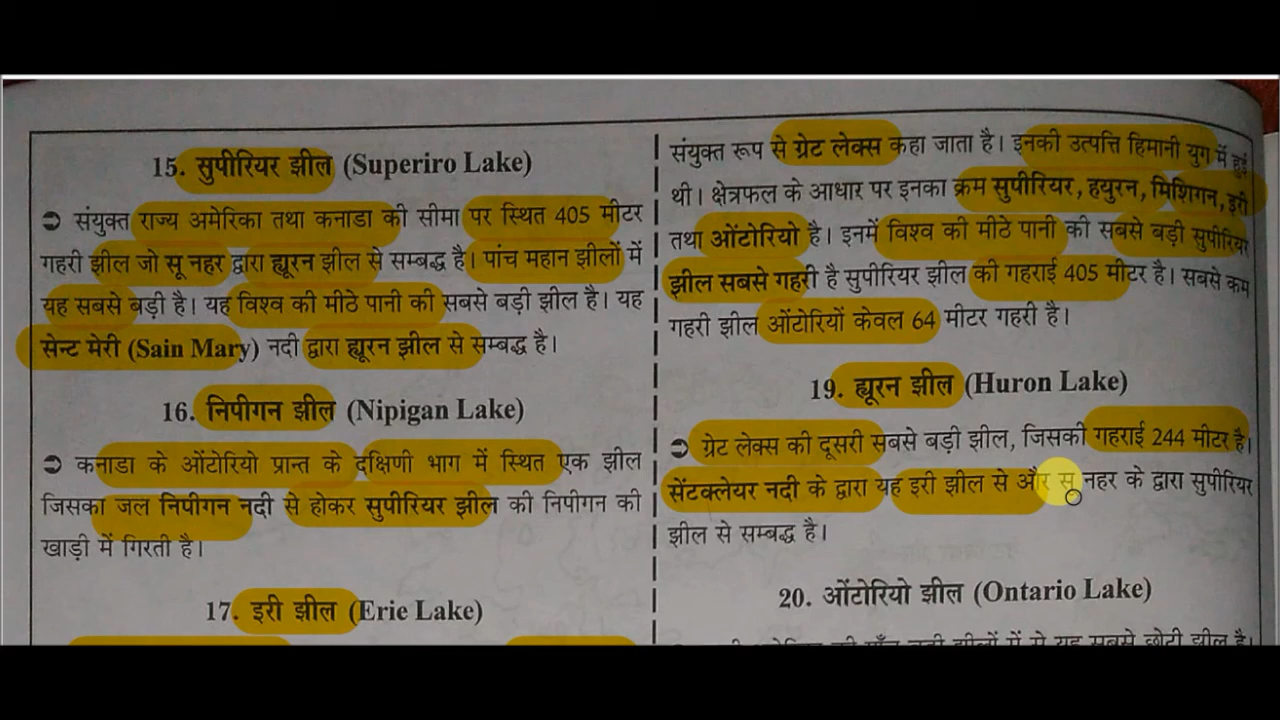 15. सुपीरियर झील (Superiro Lake)
➲ संयुक्त राज्य अमेरिका तथा कनाडा की सीमा पर स्थित 405 मीटर
गहरी झील जो सू नहर द्वारा ह्यूरन झील से सम्बद्ध है। पांच महान झीलों में
यह सबसे बड़ी है। यह विश्व की मीठे पानी की सबसे बड़ी झील है। यह
सेन्ट मेरी (Sain Mary) नदी द्वारा ह्यूरन झील से सम्बद्ध है।
16. निपीगन झील (Nipigan Lake)
➲ कनाडा के ओंटोरियो प्रान्त के दक्षिणी भाग में स्थित एक झील
जिसका जल निपीगन नदी से होकर सुपीरियर झील की निपीगन की
खाड़ी में गिरती है।
17. इरी झील (Erie Lake)
संयुक्त रूप से ग्रेट लेक्स कहा जाता है। इनकी उत्पत्ति हिमानी युग में हुई
थी। क्षेत्रफल के आधार पर इनका क्रम सुपीरियर, हयुरन, मिशिगन, इरी
तथा ओंटोरियो है। इनमें विश्व की मीठे पानी की सबसे बड़ी सुपीरियर
झील सबसे गहरी है सुपीरियर झील की गहराई 405 मीटर है। सबसे कम
गहरी झील ओंटोरियों केवल 64 मीटर गहरी है।
19. ह्यूरन झील (Huron Lake)
➲ ग्रेट लेक्स की दूसरी सबसे बड़ी झील, जिसकी गहराई 244 मीटर है।
सेंटक्लेयर नदी के द्वारा यह इरी झील से और सू नहर के द्वारा सुपीरियर
झील से सम्बद्ध है।
20. ओंटोरियो झील (Ontario Lake)
झीलों में से यह सबसे छोटी झील है।